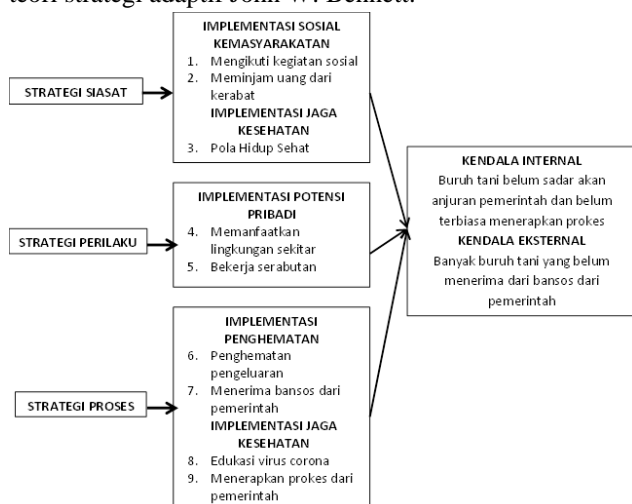 teori strategi adaptif John W. Bennett.
STRATEGI SIASAT
IMPLEMENTASI SOSIAL
KEMASYARAKATAN
1. Mengikuti kegiatan sosial
2. Meminjam uang dari
kerabat
IMPLEMENTASI JAGA
KESEHATAN
3. Pola Hidup Sehat
STRATEGI PERILAKU
IMPLEMENTASI POTENSI
PRIBADI
4. Memanfaatkan
lingkungan sekitar
5. Bekerja serabutan
STRATEGI PROSES
IMPLEMENTASI
PENGHEMATAN
6. Penghematan
pengeluaran
7. Menerima bansos dari
pemerintah
IMPLEMENTASI JAGA
KESEHATAN
8. Edukasi virus corona
9. Menerapkan prokes dari
pemerintah
KENDALA INTERNAL
Buruh tani belum sadar akan
anjuran pemerintah dan belum
terbiasa menerapkan prokes
KENDALA EKSTERNAL
Banyak buruh tani yang belum
menerima dari bansos dari
pemerintah